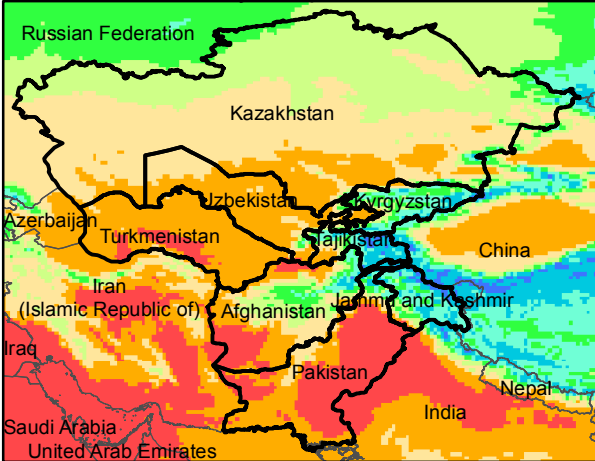 Russian Federation
Kazakhstan
Uzbekistan
Kyrgyzstan
Azerbaijan
Turkmenistan
Tajikistan
China
Iran
(Islamic Republic of)
Afghanistan
Jammu and Kashmir
Iraq
Pakistan
Nepal
India
Saudi Arabia
United Arab Emirates